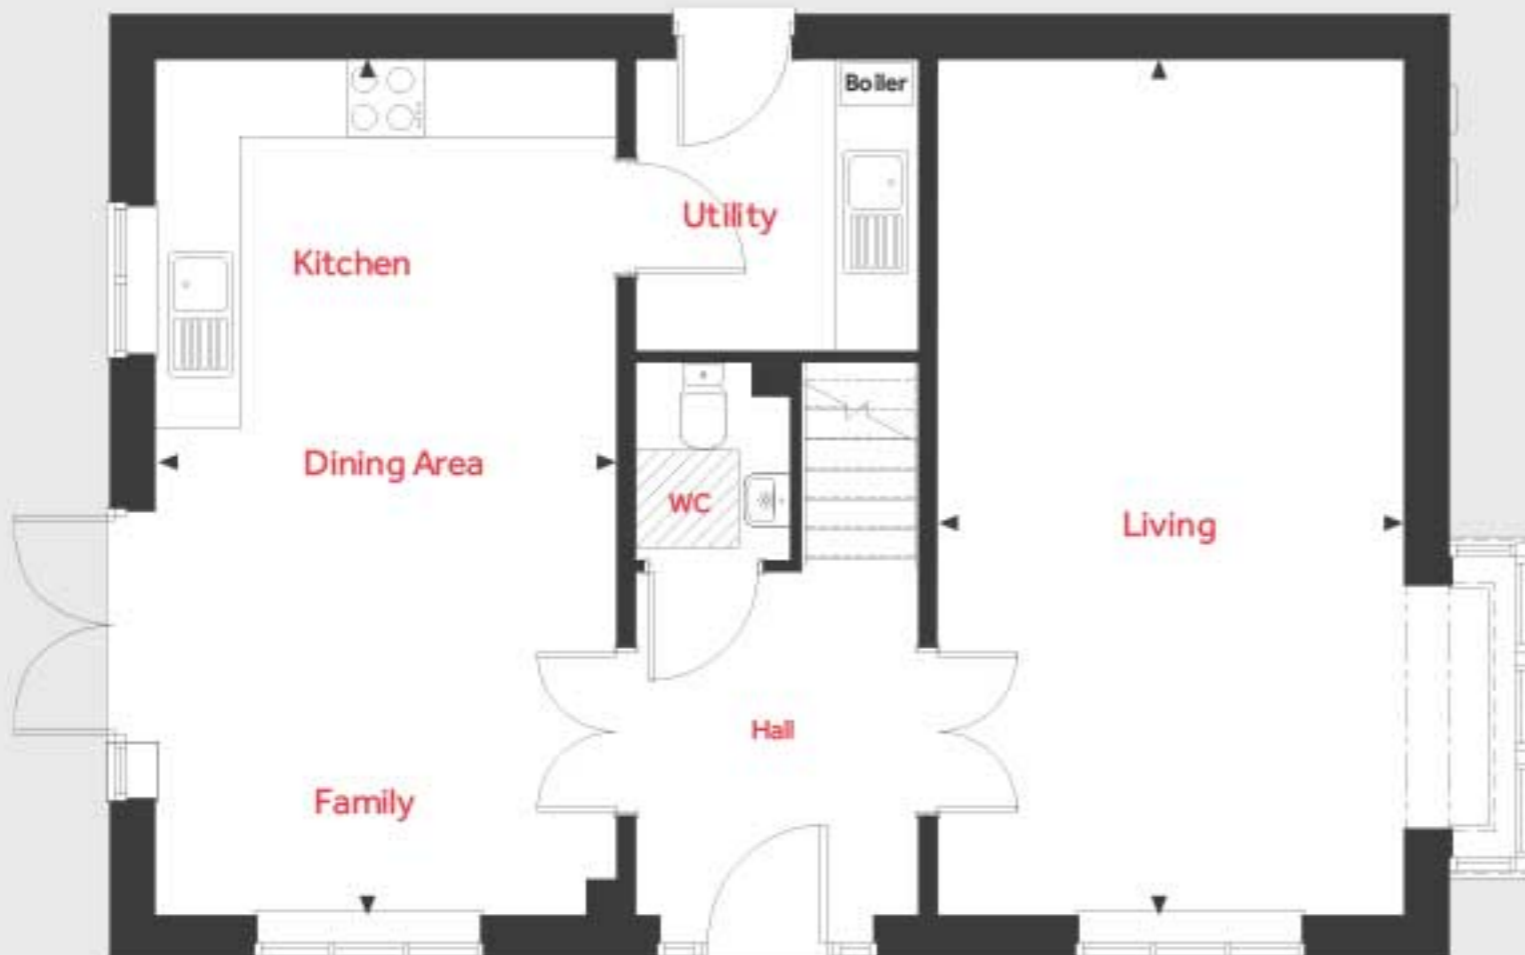 Boiler
Utility
Kitchen
Dining Area
WC
Living
Hall
Family